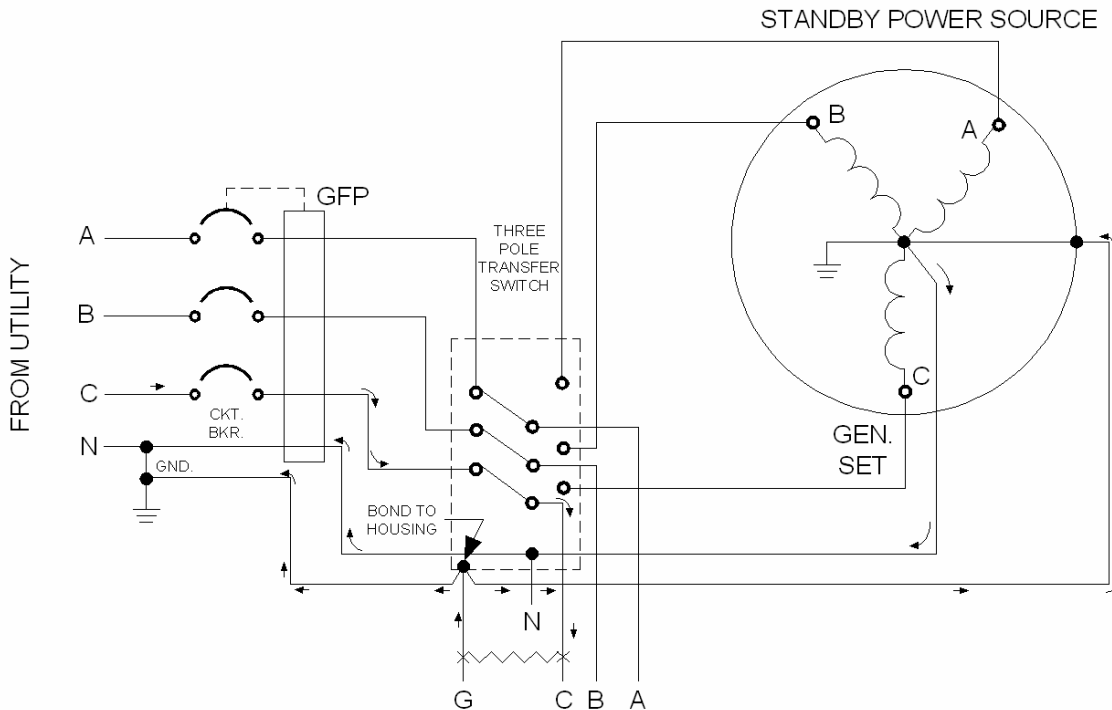 STANDBY POWER SOURCE
B
A
GFP
A
THREE
POLE
TRANSFER
SWITCH
B
FROM UTILITY
C
C
CKT.
BKR.
GEN.
SET
N
GND.
BOND TO
HOUSING
N
G
C
B
A